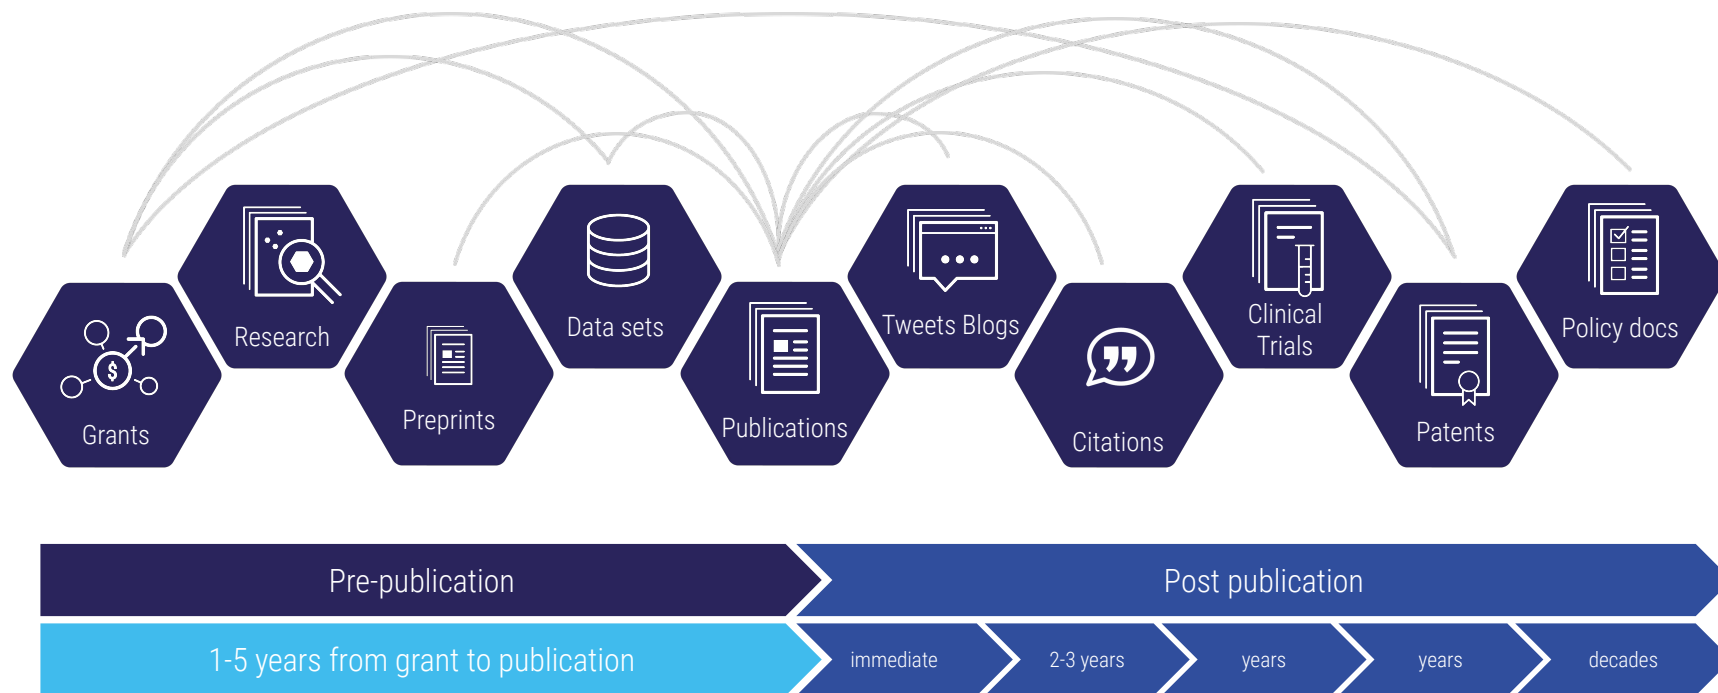 Grants
Research
Preprints
Data sets
Publications
Tweets Blogs
Citations
Clinical
Trials
Patents
Policy docs
$
Pre-publication
Post publication
1-5 years from grant to publication
immediate
2-3 years
years
years
decades